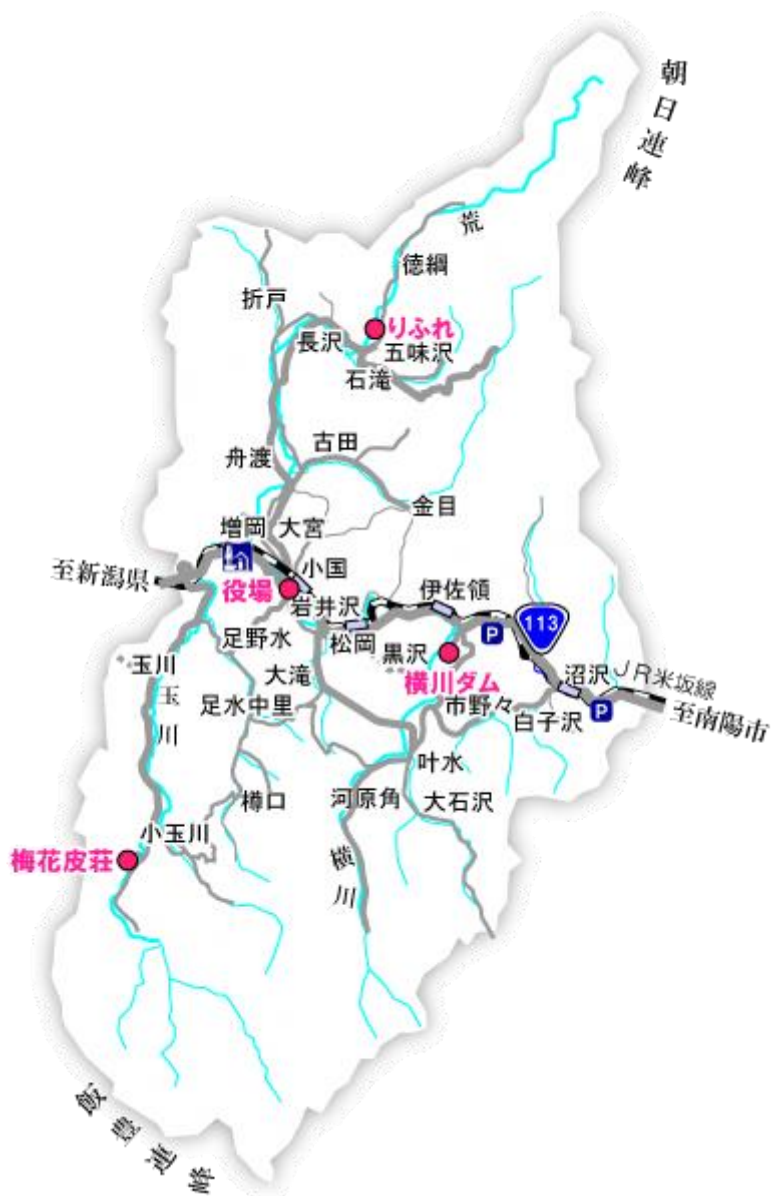 朝日連峰
荒
徳網
折戸
りふれ
長沢
五味沢
石滝
古田
舟渡
金目
増岡
大宮
至新潟県
小国
役場
伊佐領
岩井沢
113
足野水
松岡
黒沢
P
玉川
大滝
横川ダム
沼沢
JR米坂線
玉川
足水中里
市野々
白子沢
P
至南陽市
叶水
樽口
河原角
大石沢
小玉川
梅花皮荘
横川
飯豊連峰